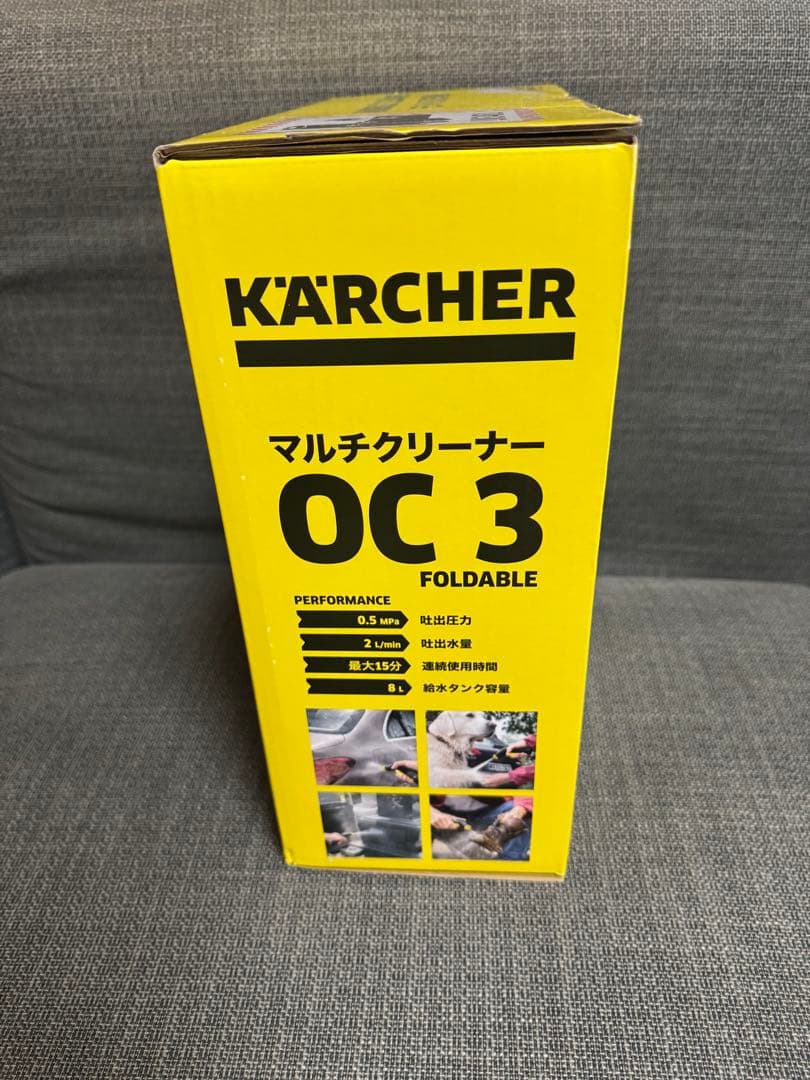 KÄRCHER
マルチクリーナー
OC 3
FOLDABLE
PERFORMANCE
0.5 MPa 吐出圧力
2 L/min 吐出水量
最大15分 連続使用時間
8 L 給水タンク容量